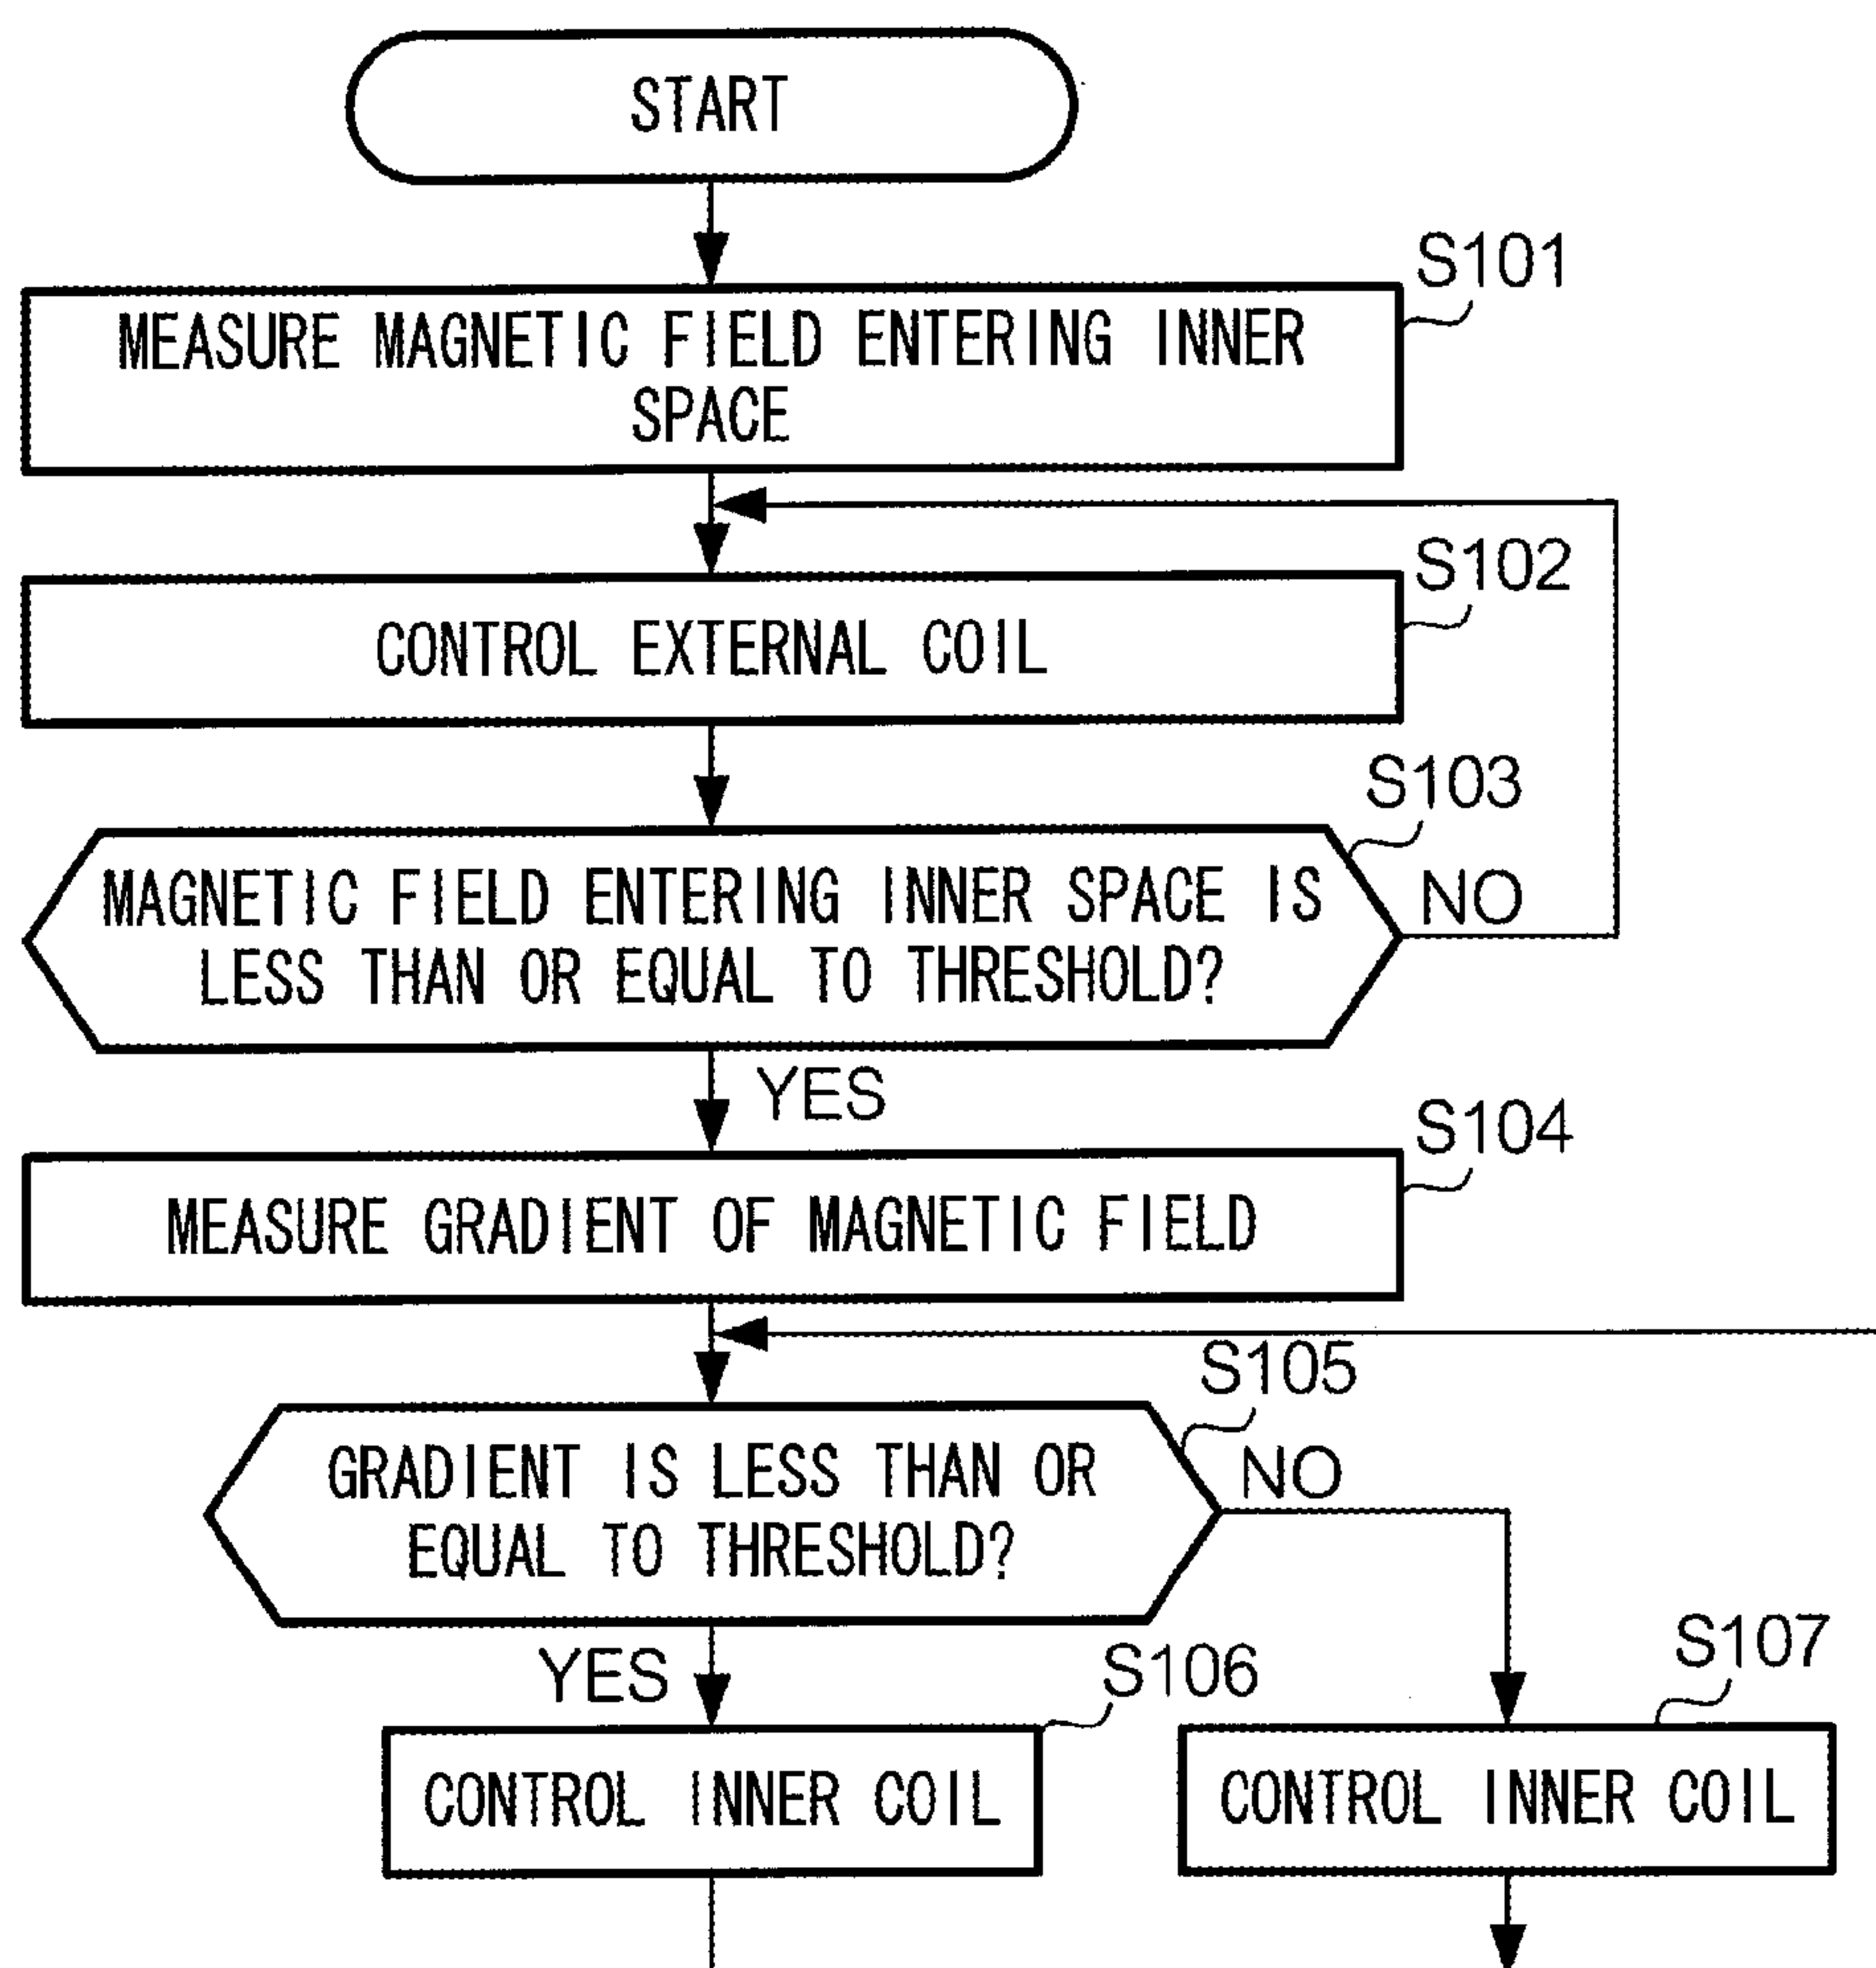 START
S101
MEASURE MAGNETIC FIELD ENTERING INNER
SPACE
S102
CONTROL EXTERNAL COIL
S103
MAGNETIC FIELD ENTERING INNER SPACE IS
LESS THAN OR EQUAL TO THRESHOLD?
NO
YES
S104
MEASURE GRADIENT OF MAGNETIC FIELD
S105
GRADIENT IS LESS THAN OR
EQUAL TO THRESHOLD?
NO
YES
S106
CONTROL INNER COIL
S107
CONTROL INNER COIL